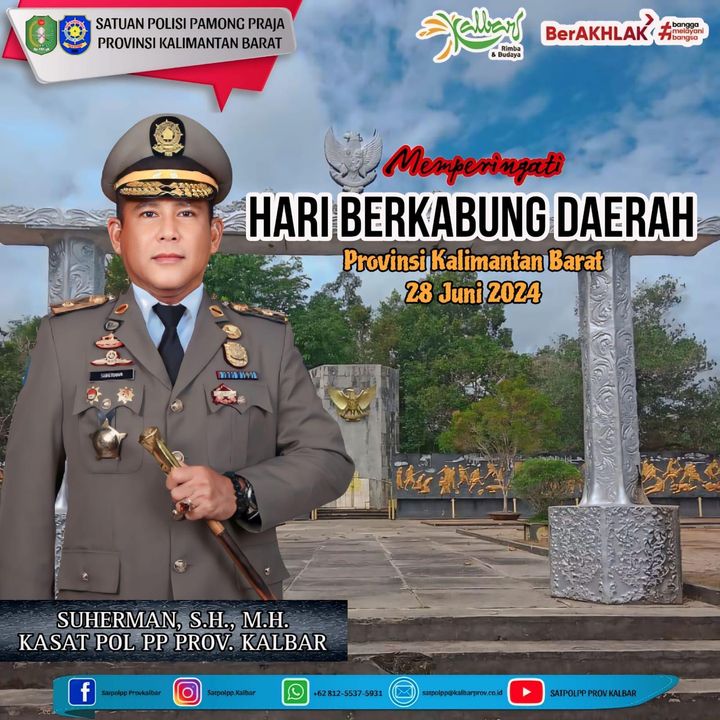 SATUAN POLISI PAMONG PRAJA
PROVINSI KALIMANTAN BARAT
Kalbar
Rimba
& Budaya
BerAKHLAK
#bangga
melayani
bangsa
Memperingati
HARI BERKABUNG DAERAH
Provinsi Kalimantan Barat
28 Juni 2024
SUHERMAN
SUHERMAN, S.H., M.H.
KASAT POL PP PROV. KALBAR
Satpolpp Provkalbar
Satpolpp.Kalbar
+62 812-5537-5931
satpolpp@kalbarprov.co.id
SATPOLPP PROV KALBAR